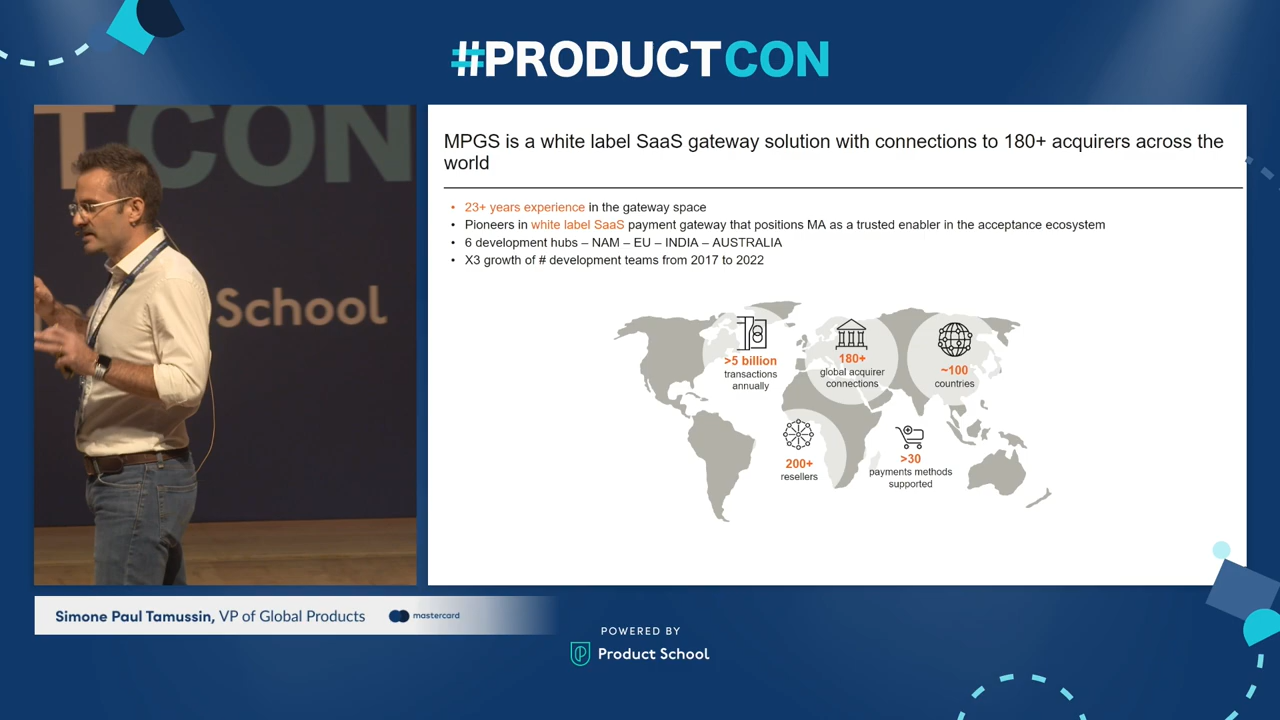 #PRODUCTCON
TCON
School
MPGS is a white label SaaS gateway solution with connections to 180+ acquirers across the
world
• 23+ years experience in the gateway space
• Pioneers in white label SaaS payment gateway that positions MA as a trusted enabler in the acceptance ecosystem
• 6 development hubs – NAM – EU – INDIA – AUSTRALIA
• X3 growth of # development teams from 2017 to 2022
>5 billion
transactions
annually
180+
global acquirer
connections
~100
countries
200+
resellers
>30
payments methods
supported
Simone Paul Tamussin, VP of Global Products
mastercard
POWERED BY
Product School